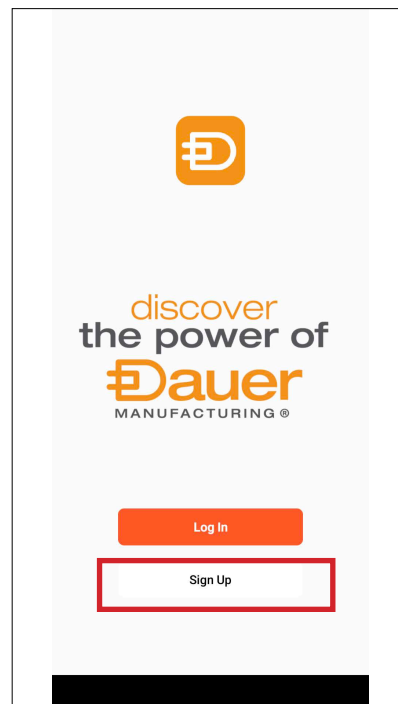 discover
the power of
Dauer
MANUFACTURING ®
Log In
Sign Up